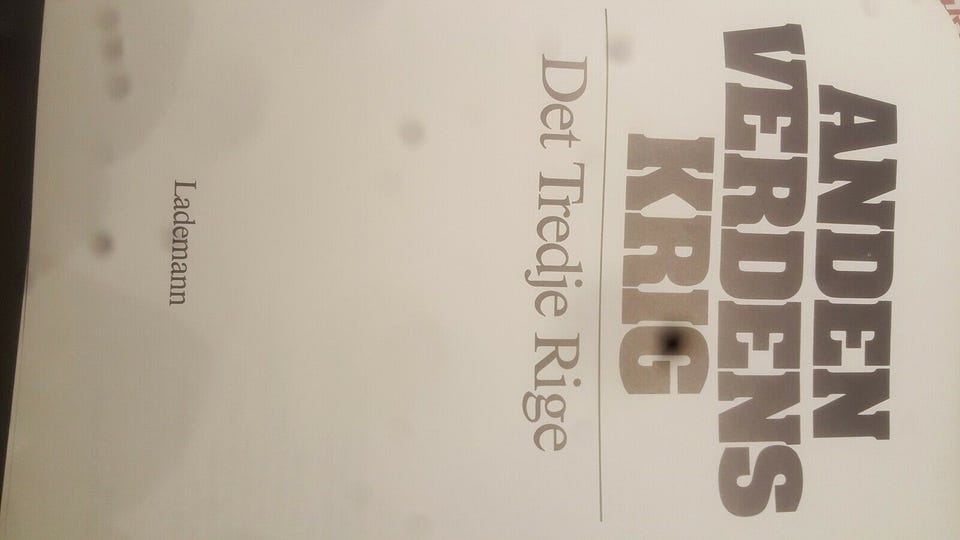 ANDEN
VERDENS
KRIG
Det Tredje Rige
Lademann